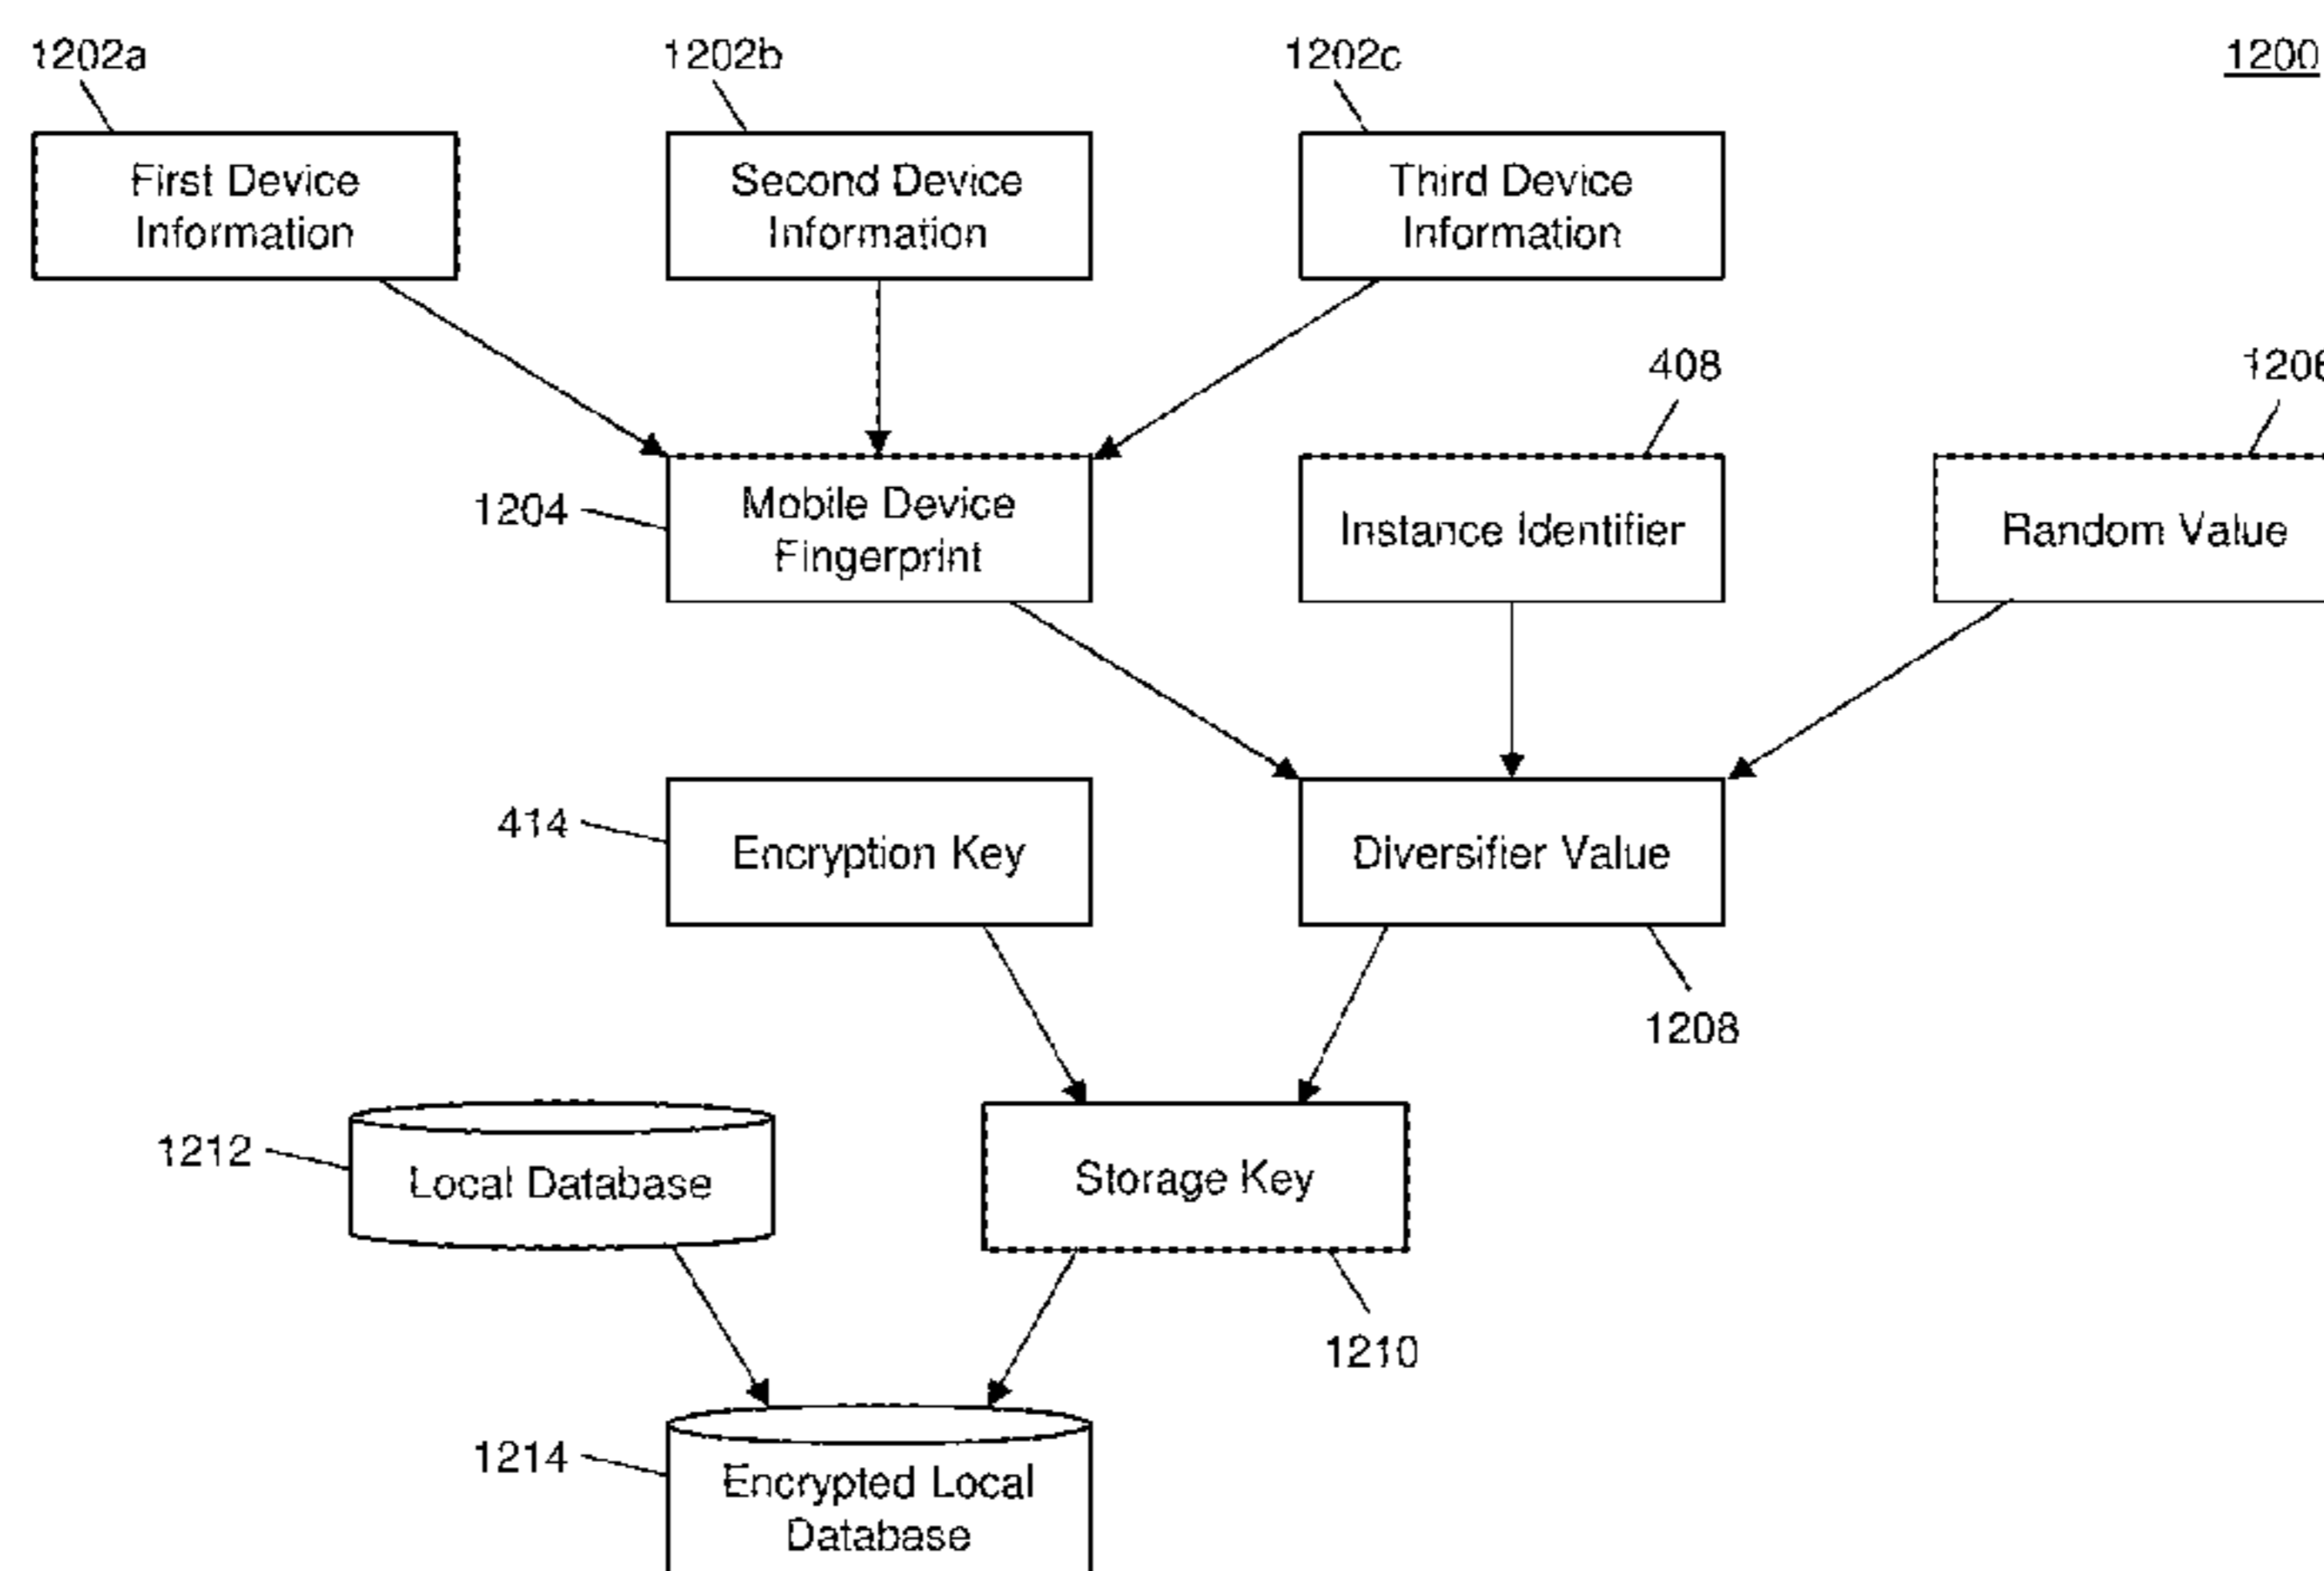 1202a
1202b
1202c
1200
First Device
Information
Second Device
Information
Third Device
Information
408
1206
1204
Mobile Device
Fingerprint
Instance Identifier
Random Value
414
Encryption Key
Diversifier Value
1208
1212
Local Database
Storage Key
1210
1214
Encrypted Local
Database